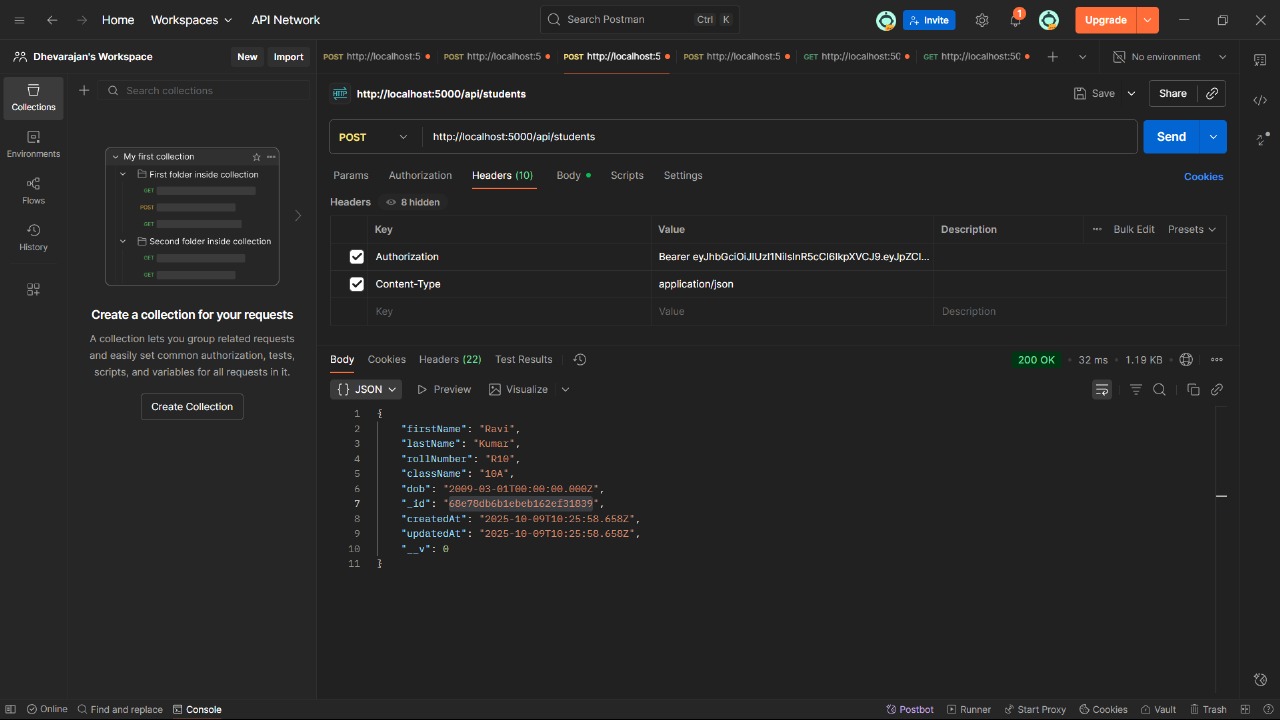 Home Workspaces API Network Search Postman Ctrl K Invite 1 Upgrade
Dhevarajan's Workspace New Import POST http://localhost:5 POST http://localhost:5 POST http://localhost:5 POST http://localhost:5 GET http://localhost:50 GET http://localhost:50 No environment
Collections
Environments
Flows
History
Search collections
My first collection
First folder inside collection
GET
POST
GET
Second folder inside collection
GET
GET
Create a collection for your requests
A collection lets you group related requests
and easily set common authorization, tests,
scripts, and variables for all requests in it.
Create Collection
HTTP http://localhost:5000/api/students Save Share
POST http://localhost:5000/api/students Send
Params Authorization Headers (10) Body Scripts Settings Cookies
Headers 8 hidden
Key Value Description Bulk Edit Presets
Authorization Bearer eyJhbGciOiJIUzI1NiIsInR5cCI6IkpXVCJ9.eyJpZCI...
Content-Type application/json
Key Value Description
Body Cookies Headers (22) Test Results 200 OK 32 ms 1.19 KB
{} JSON Preview Visualize
1 {
2 "firstName": "Ravi",
3 "lastName": "Kumar",
4 "rollNumber": "R10",
5 "className": "10A",
6 "dob": "2009-03-01T00:00:00.000Z",
7 "_id": "68e78db6b1ebeb162ef31839",
8 "createdAt": "2025-10-09T10:25:58.658Z",
9 "updatedAt": "2025-10-09T10:25:58.658Z",
10 "__v": 0
11 }
Online Find and replace Console Postbot Runner Start Proxy Cookies Vault Trash